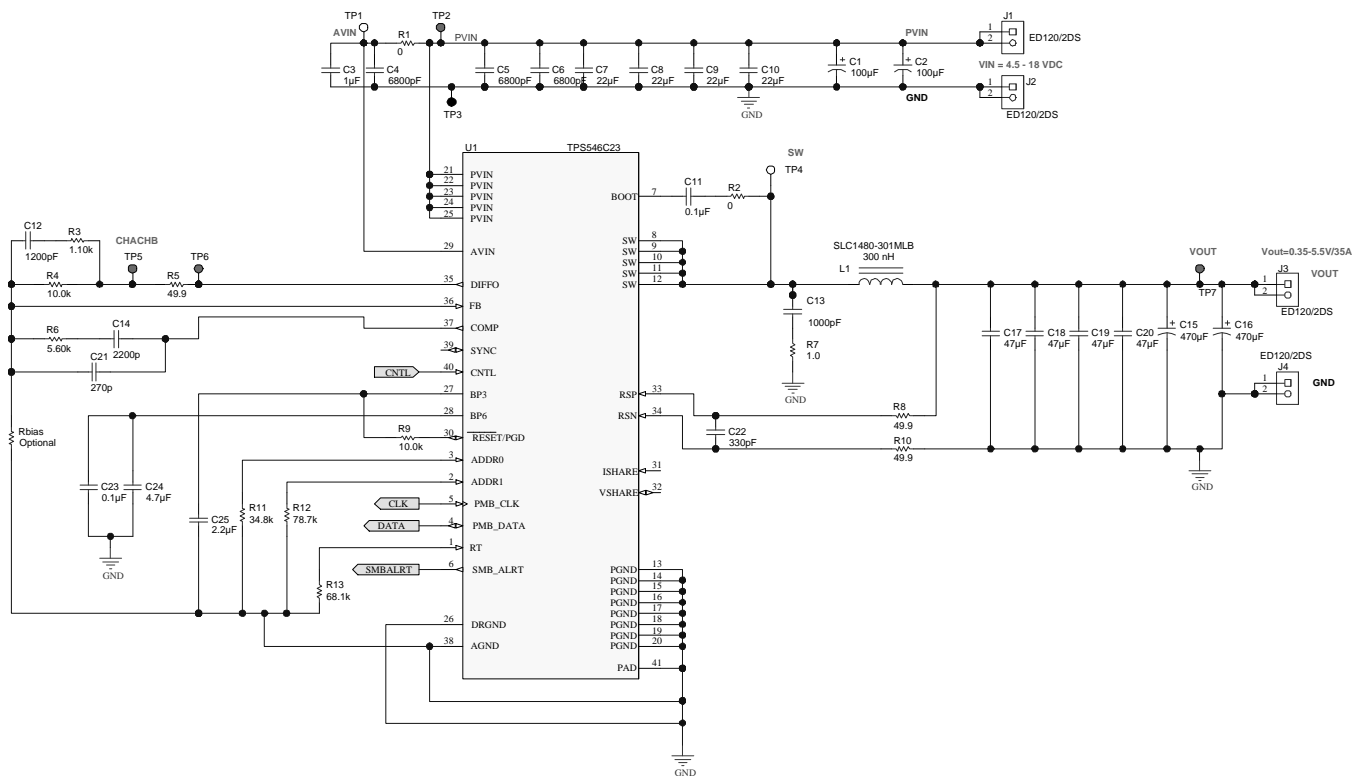 TP1
TP2
AVIN
R1
0
PVIN
PVIN
J1
1
2
ED120/2DS
C3
1µF
C4
6800pF
C5
6800pF
C6
6800pF
C7
22µF
C8
22µF
C9
22µF
C10
22µF
C1
100µF
C2
100µF
VIN = 4.5 - 18 VDC
J2
1
2
ED120/2DS
GND
GND
TP3
U1
TPS546C23
SW
TP4
21 PVIN
22 PVIN
23 PVIN
24 PVIN
25 PVIN
BOOT 7
C11
0.1µF
R2
0
C12
1200pF
R3
1.10k
CHACHB
TP5
TP6
R4
10.0k
R5
49.9
29 AVIN
35 DIFFO
36 FB
37 COMP
39 SYNC
40 CNTL
CNTL
27 BP3
28 BP6
30 RESET/PGD
3 ADDR0
2 ADDR1
5 PMB_CLK
CLK
4 PMB_DATA
DATA
1 RT
6 SMB_ALRT
SMBALRT
26 DRGND
38 AGND
SW 8
SW 9
SW 10
SW 11
SW 12
SLC1480-301MLB
300 nH
L1
C13
1000pF
R7
1.0
GND
VOUT
TP7
Vout=0.35-5.5V/35A
J3
VOUT
1
2
ED120/2DS
C17
47µF
C18
47µF
C19
47µF
C20
47µF
C15
470µF
C16
470µF
ED120/2DS
1
2
J4
GND
GND
R6
5.60k
C14
2200p
C21
270p
RSP 33
RSN 34
R8
49.9
C22
330pF
R10
49.9
ISHARE 31
VSHARE 32
Rbias
Optional
R9
10.0k
C23
0.1µF
C24
4.7µF
GND
C25
2.2µF
R11
34.8k
R12
78.7k
R13
68.1k
PGND 13
PGND 14
PGND 15
PGND 16
PGND 17
PGND 18
PGND 19
PGND 20
PAD 41
GND